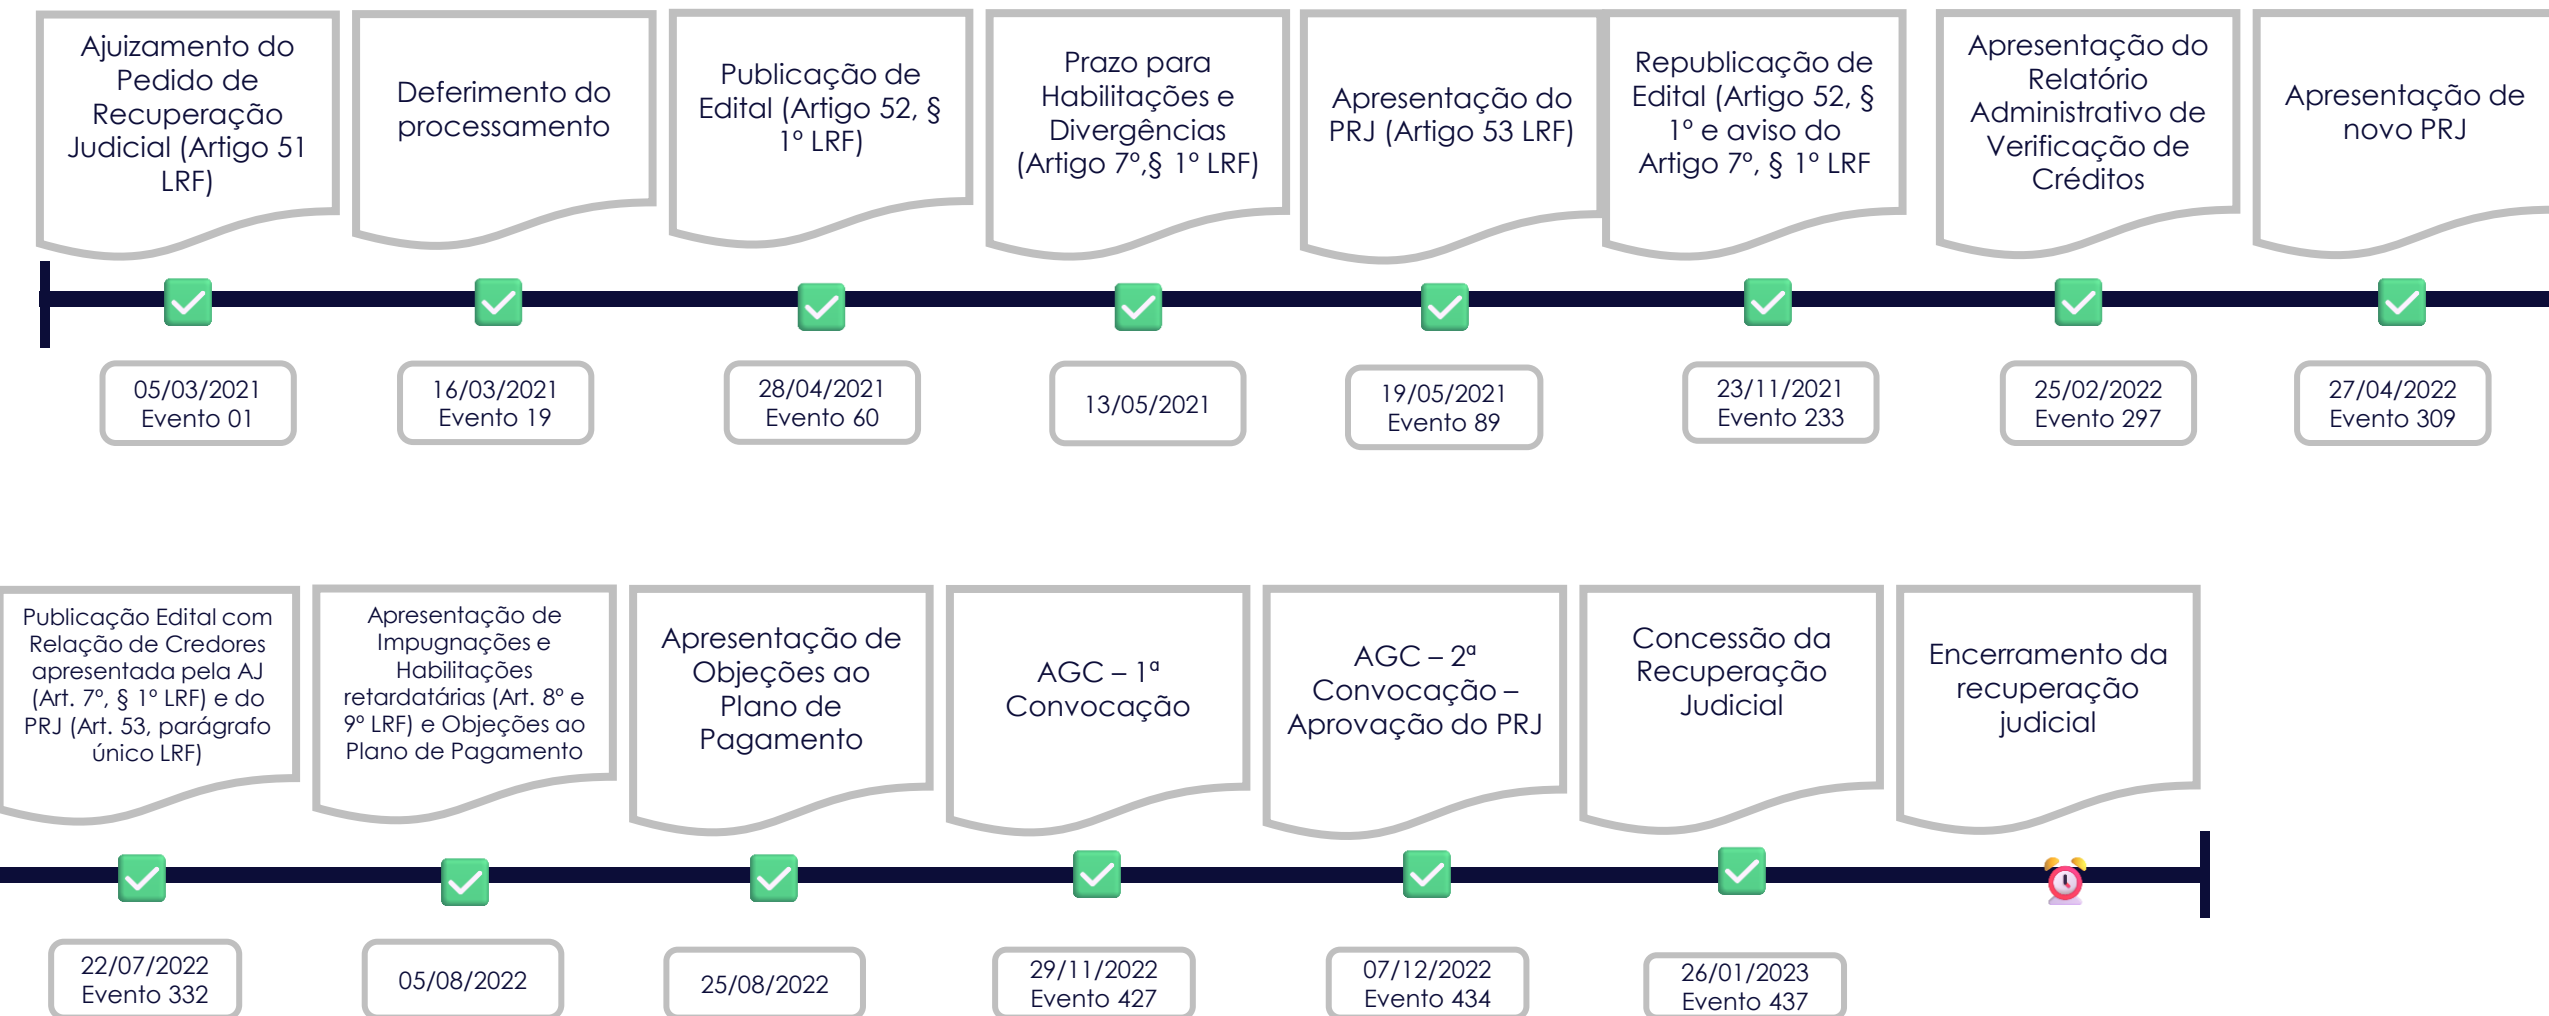 Ajuizamento do
Pedido de
Recuperação
Judicial (Artigo 51
LRF)
Deferimento do
processamento
Publicação de
Edital (Artigo 52, §
1º LRF)
Prazo para
Habilitações e
Divergências
(Artigo 7º,§ 1º LRF)
Apresentação do
PRJ (Artigo 53 LRF)
Republicação de
Edital (Artigo 52, §
1º e aviso do
Artigo 7º, § 1º LRF
Apresentação do
Relatório
Administrativo de
Verificação de
Créditos
Apresentação de
novo PRJ
05/03/2021
Evento 01
16/03/2021
Evento 19
28/04/2021
Evento 60
13/05/2021
19/05/2021
Evento 89
23/11/2021
Evento 233
25/02/2022
Evento 297
27/04/2022
Evento 309
Publicação Edital com
Relação de Credores
apresentada pela AJ
(Art. 7º, § 1º LRF) e do
PRJ (Art. 53, parágrafo
único LRF)
Apresentação de
Impugnações e
Habilitações
retardatárias (Art. 8º e
9º LRF) e Objeções ao
Plano de Pagamento
Apresentação de
Objeções ao
Plano de
Pagamento
AGC – 1ª
Convocação
AGC – 2ª
Convocação –
Aprovação do PRJ
Concessão da
Recuperação
Judicial
Encerramento da
recuperação
judicial
22/07/2022
Evento 332
05/08/2022
25/08/2022
29/11/2022
Evento 427
07/12/2022
Evento 434
26/01/2023
Evento 437